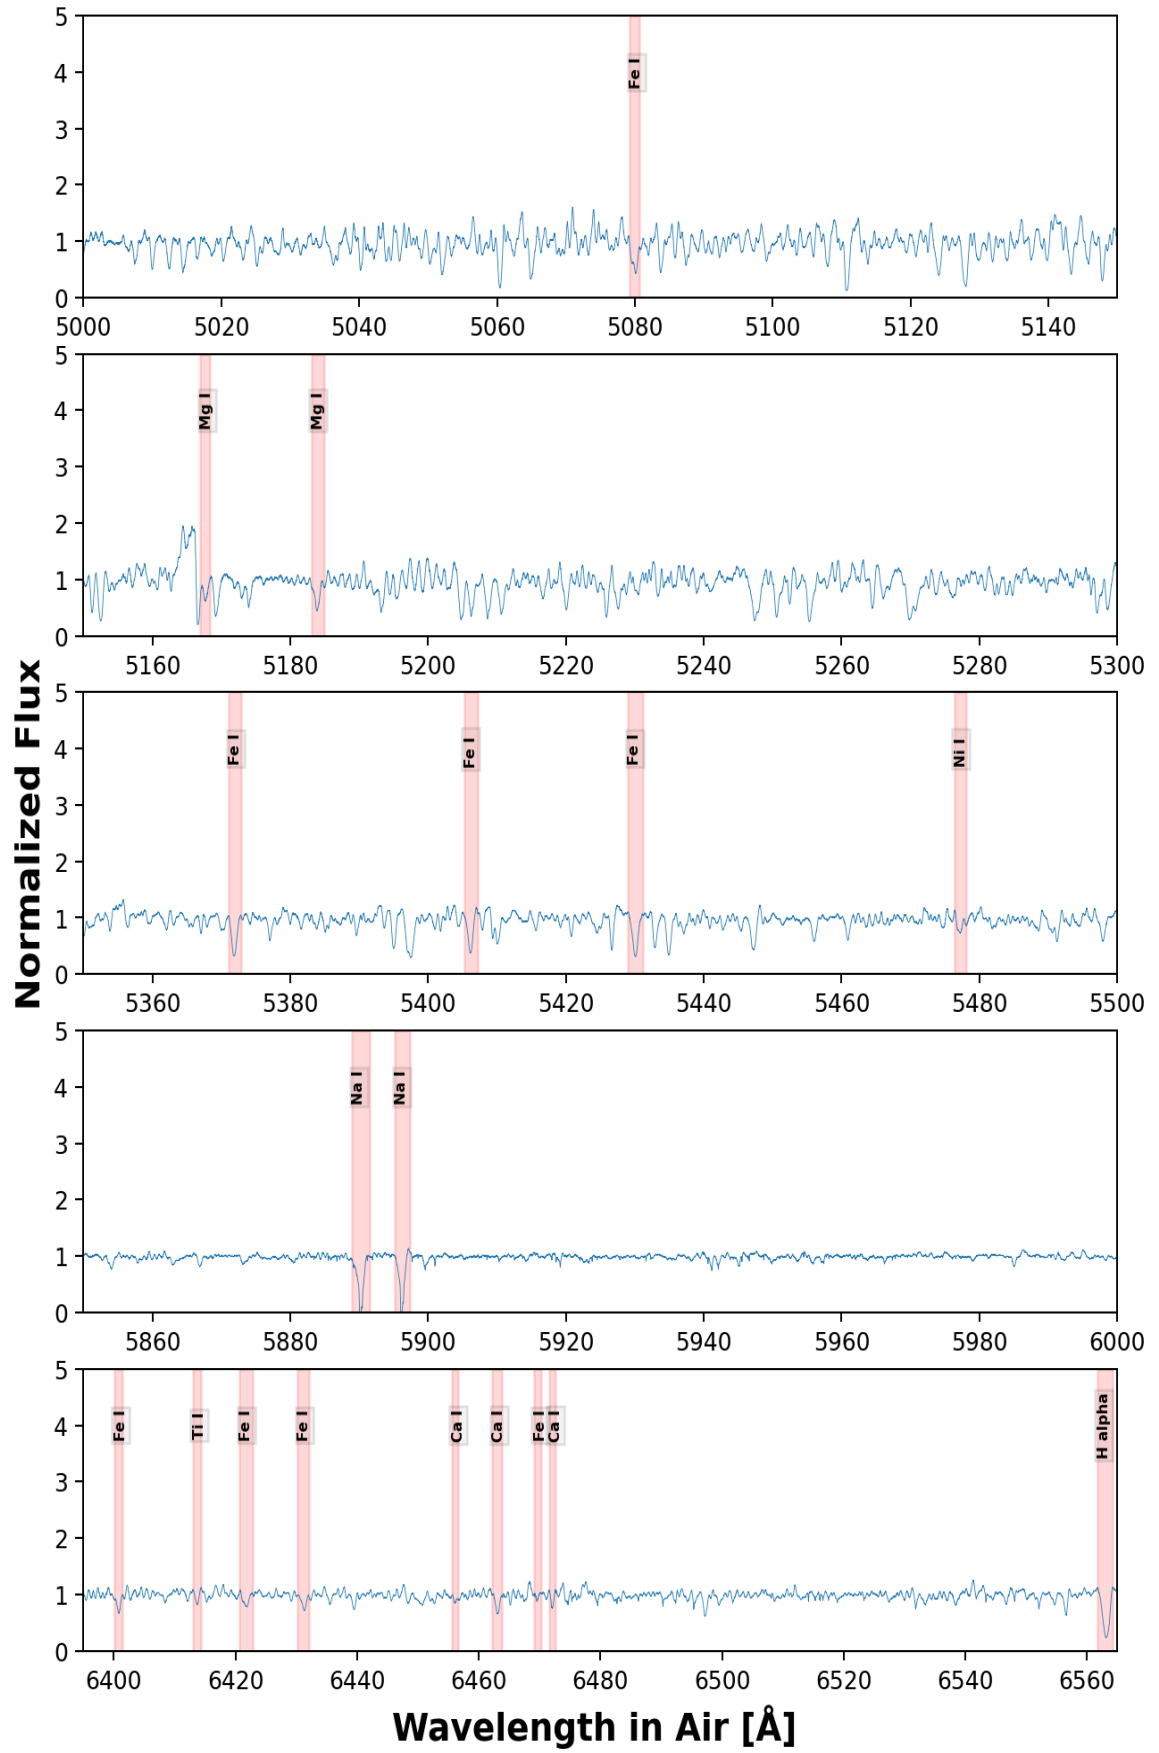 5
4
3
2
1
0
Fe I
5000 5020 5040 5060 5080 5100 5120 5140
5
4
3
2
1
0
Mg I Mg I
5160 5180 5200 5220 5240 5260 5280 5300
5
4
3
2
1
0
Fe I Fe I Fe I Ni I
5360 5380 5400 5420 5440 5460 5480 5500
5
4
3
2
1
0
Na I Na I
5860 5880 5900 5920 5940 5960 5980 6000
5
4
3
2
1
0
Fe I Ti I Fe I Fe I Ca I Ca I Fe I Ca I H alpha
6400 6420 6440 6460 6480 6500 6520 6540 6560
Normalized Flux
Wavelength in Air [Å]